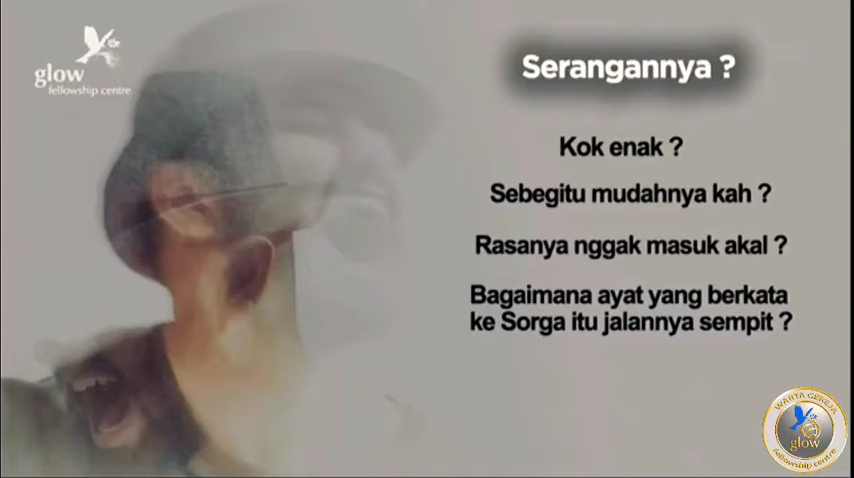 glow
fellowship centre
Serangannya ?
Kok enak ?
Sebegitu mudahnya kah ?
Rasanya nggak masuk akal ?
Bagaimana ayat yang berkata
ke Sorga itu jalannya sempit ?
WARTA GEREJA
glow
fellowship centre